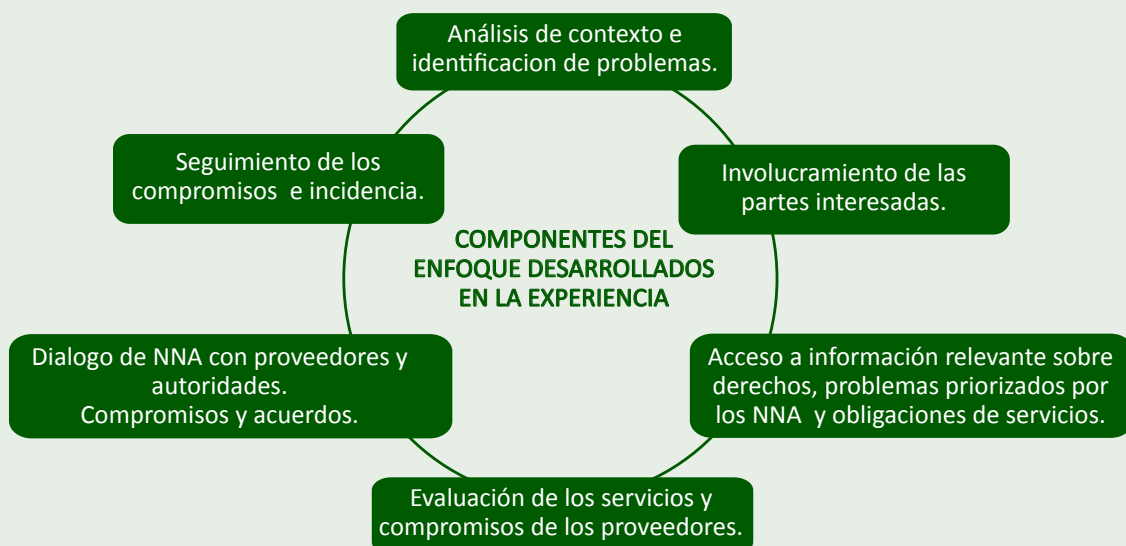 Análisis de contexto e
identificacion de problemas.
Seguimiento de los
compromisos e incidencia.
Involucramiento de las
partes interesadas.
COMPONENTES DEL
ENFOQUE DESARROLLADOS
EN LA EXPERIENCIA
Dialogo de NNA con proveedores y
autoridades.
Compromisos y acuerdos.
Acceso a información relevante sobre
derechos, problemas priorizados por
los NNA y obligaciones de servicios.
Evaluación de los servicios y
compromisos de los proveedores.